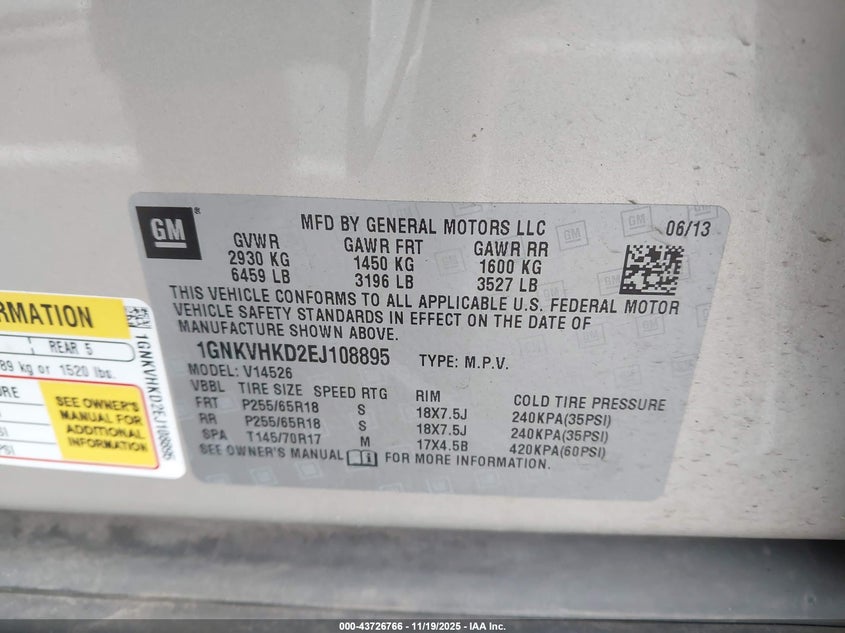 GM
MFD BY GENERAL MOTORS LLC
06/13
GVWR GAWR FRT GAWR RR
2930 KG 1450 KG 1600 KG
6459 LB 3196 LB 3527 LB
THIS VEHICLE CONFORMS TO ALL APPLICABLE U.S. FEDERAL MOTOR
VEHICLE SAFETY STANDARDS IN EFFECT ON THE DATE OF
MANUFACTURE SHOWN ABOVE.
1GNKVHKD2EJ108895 TYPE: M.P.V.
MODEL: V14526
VBBL TIRE SIZE SPEED RTG RIM COLD TIRE PRESSURE
FRT P255/65R18 S 18X7.5J 240KPA(35PSI)
RR P255/65R18 S 18X7.5J 240KPA(35PSI)
SPA T145/70R17 M 17X4.5B 420KPA(60PSI)
SEE OWNER'S MANUAL FOR MORE INFORMATION.
REAR 5
kg or 1520 lbs.
SEE OWNER'S
MANUAL FOR
ADDITIONAL
INFORMATION
1GNKVHKD2EJ108895
000-43726766 - 11/19/2025 - IAA Inc.